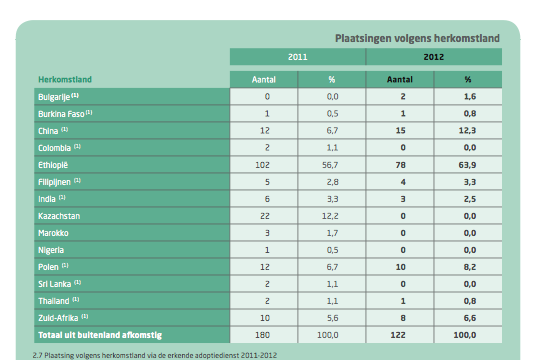 Plaatsingen volgens herkomstland
2011 2012
Herkomstland Aantal % Aantal %
Bulgarije (1) 0 0,0 2 1,6
Burkina Faso (1) 1 0,5 1 0,8
China (1) 12 6,7 15 12,3
Colombia (1) 2 1,1 0 0,0
Ethiopië 102 56,7 78 63,9
Filipijnen (1) 5 2,8 4 3,3
India (1) 6 3,3 3 2,5
Kazachstan 22 12,2 0 0,0
Marokko 3 1,7 0 0,0
Nigeria 1 0,5 0 0,0
Polen (1) 12 6,7 10 8,2
Sri Lanka (1) 2 1,1 0 0,0
Thailand (1) 2 1,1 1 0,8
Zuid-Afrika (1) 10 5,6 8 6,6
Totaal uit buitenland afkomstig 180 100,0 122 100,0
2.7 Plaatsing volgens herkomstland via de erkende adoptiedienst 2011-2012